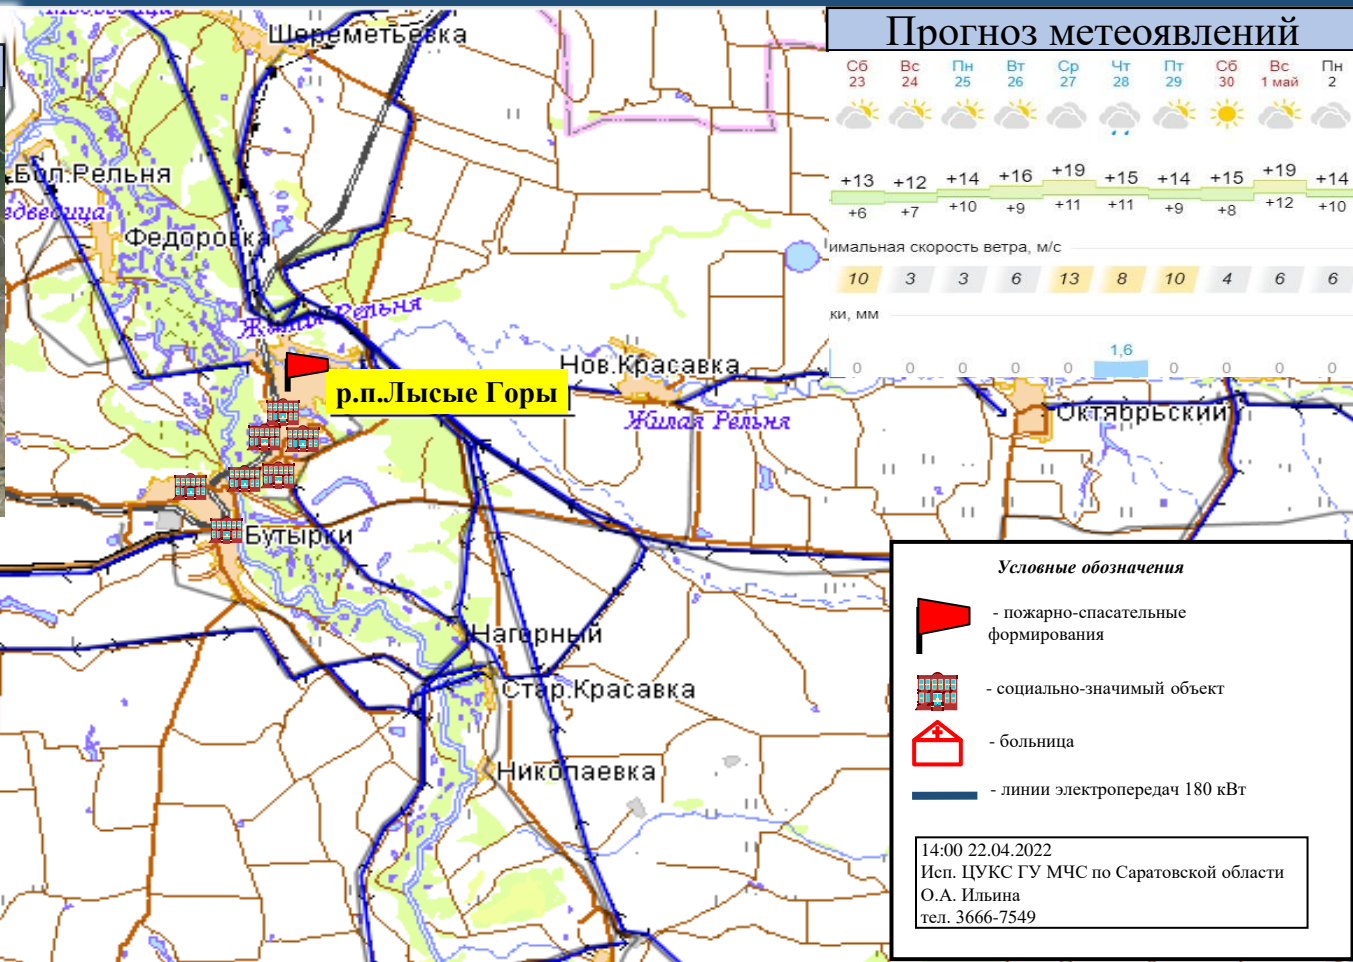 Шереметьевка
Прогноз метеоявлений
Сб Вс Пн Вт Ср Чт Пт Сб Вс Пн
23 24 25 26 27 28 29 30 1 май 2
Бол.Рельня
+13 +12 +14 +16 +19 +15 +14 +15 +19 +14
+6 +7 +10 +9 +11 +11 +9 +8 +12 +10
Федоровка
имальная скорость ветра, м/с
10 3 3 6 13 8 10 4 6 6
Жилая Рельня
ки, мм
1,6
0 0 0 0 0 0 0 0 0
Нов.Красавка
р.п.Лысые Горы
Жилая Рельня
Октябрьский
Бутырки
Нагорный
Стар.Красавка
Николаевка
Условные обозначения
- пожарно-спасательные
формирования
- социально-значимый объект
- больница
- линии электропередач 180 кВт
14:00 22.04.2022
Исп. ЦУКС ГУ МЧС по Саратовской области
О.А. Ильина
тел. 3666-7549